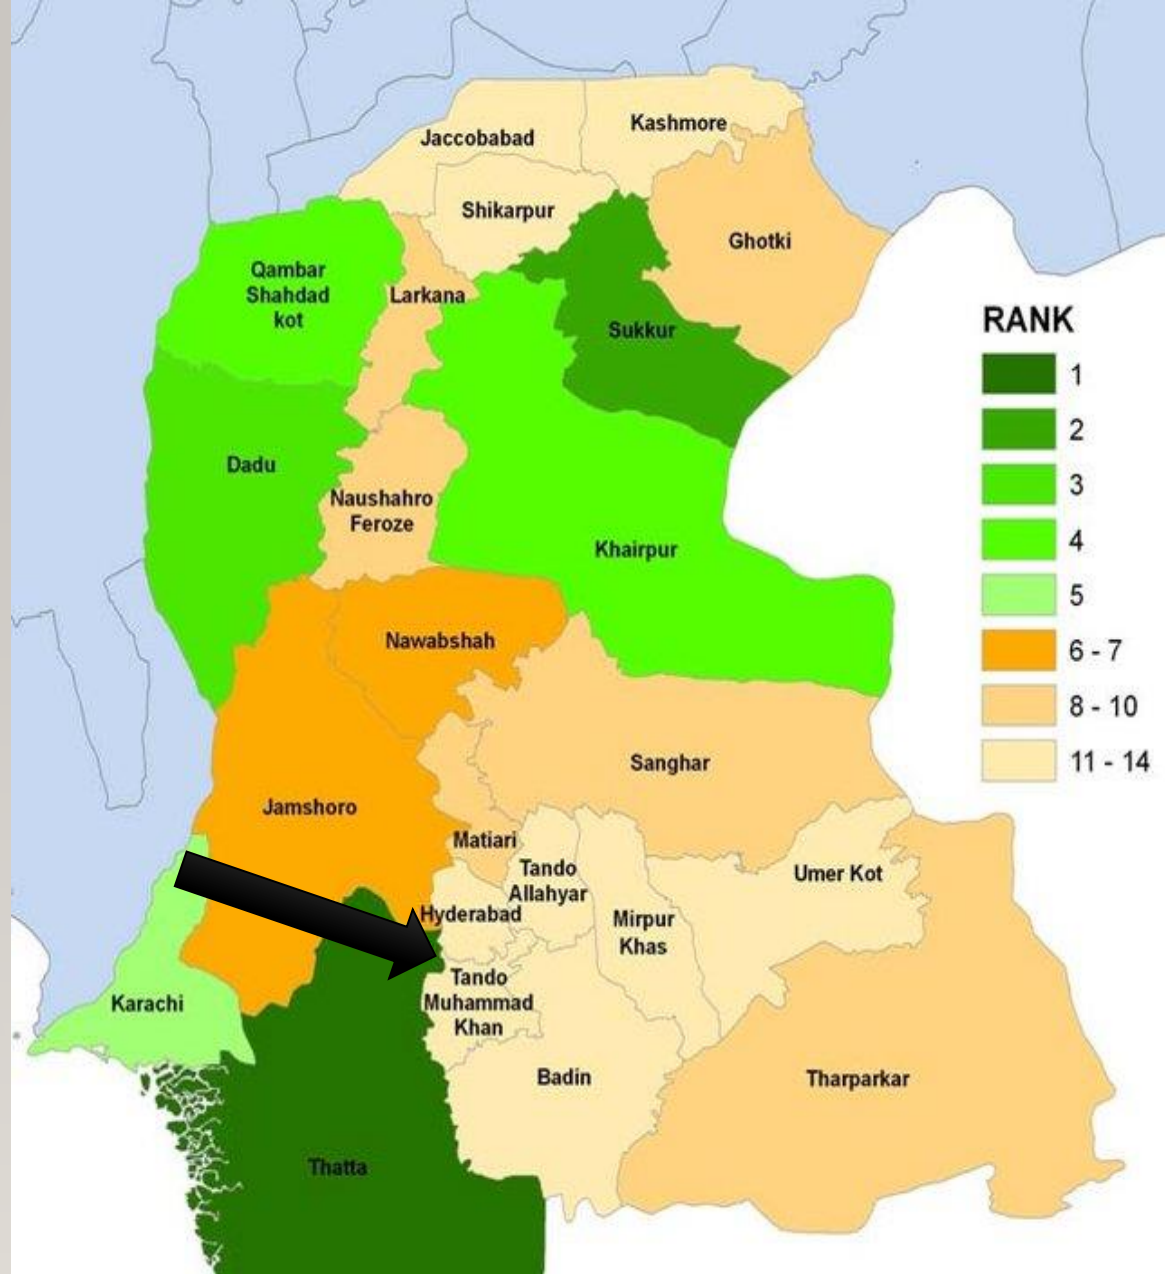 Jaccobabad
Kashmore
Shikarpur
Ghotki
Qambar
Shahdad
kot
Larkana
Sukkur
Dadu
Naushahro
Feroze
Khairpur
Nawabshah
Sanghar
Jamshoro
Matiari
Tando
Allahyar
Umer Kot
Hyderabad
Mirpur
Khas
Tando
Muhammad
Khan
Karachi
Badin
Tharparkar
Thatta
RANK
1
2
3
4
5
6 - 7
8 - 10
11 - 14